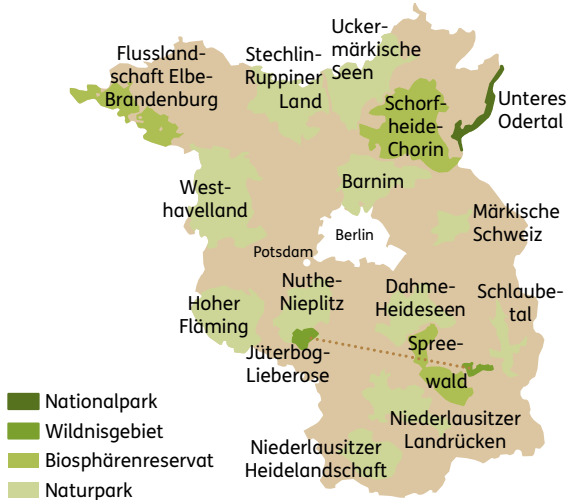 Ucker-
märkische
Seen
Flussland-
schaft Elbe-
Brandenburg
Stechlin-
Ruppiner
Land
Schorf-
heide-
Chorin
Unteres
Odertal
West-
havelland
Barnim
Märkische
Schweiz
Berlin
Potsdam
Nuthe-
Nieplitz
Dahme-
Heideseen
Schlaube-
tal
Hoher
Fläming
Jüterbog-
Lieberose
Spree-
wald
Niederlausitzer
Landrücken
Niederlausitzer
Heidelandschaft
Nationalpark
Wildnisgebiet
Biosphärenreservat
Naturpark